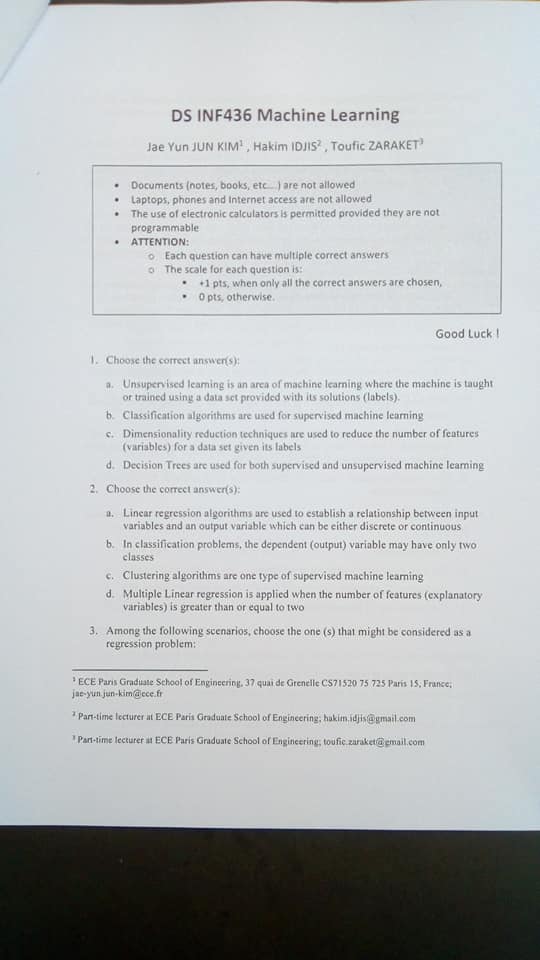 DS INF436 Machine Learning
Jae Yun JUN KIM¹ , Hakim IDJIS² , Toufic ZARAKET³
• Documents (notes, books, etc...) are not allowed
• Laptops, phones and Internet access are not allowed
• The use of electronic calculators is permitted provided they are not
programmable
• ATTENTION:
o Each question can have multiple correct answers
o The scale for each question is:
▪ +1 pts, when only all the correct answers are chosen,
▪ 0 pts, otherwise.
Good Luck !
1. Choose the correct answer(s):
a. Unsupervised learning is an area of machine learning where the machine is taught
or trained using a data set provided with its solutions (labels).
b. Classification algorithms are used for supervised machine learning
c. Dimensionality reduction techniques are used to reduce the number of features
(variables) for a data set given its labels
d. Decision Trees are used for both supervised and unsupervised machine learning
2. Choose the correct answer(s):
a. Linear regression algorithms are used to establish a relationship between input
variables and an output variable which can be either discrete or continuous
b. In classification problems, the dependent (output) variable may have only two
classes
c. Clustering algorithms are one type of supervised machine learning
d. Multiple Linear regression is applied when the number of features (explanatory
variables) is greater than or equal to two
3. Among the following scenarios, choose the one (s) that might be considered as a
regression problem:
¹ ECE Paris Graduate School of Engineering, 37 quai de Grenelle CS71520 75 725 Paris 15, France;
jae-yun.jun-kim@ece.fr
² Part-time lecturer at ECE Paris Graduate School of Engineering; hakim.idjis@gmail.com
³ Part-time lecturer at ECE Paris Graduate School of Engineering; toufic.zaraket@gmail.com